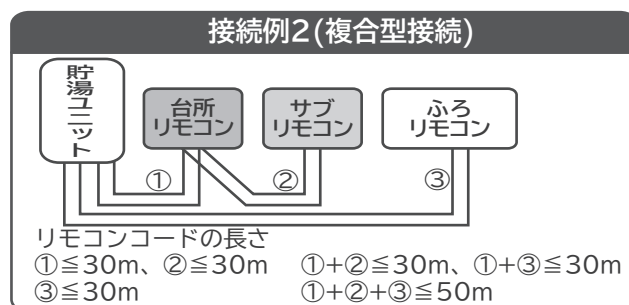 接続例2(複合型接続)
貯湯ユニット
台所
リモコン
サブ
リモコン
ふろ
リモコン
①
②
③
リモコンコードの長さ
①≦30m、②≦30m ①+②≦30m、①+③≦30m
③≦30m ①+②+③≦50m